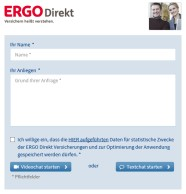 ERGO Direkt
Versichern heißt verstehen.
Ihr Name *
Name *
Ihr Anliegen *
Grund Ihrer Anfrage *
Ich willige ein, dass die HIER aufgeführten Daten für statistische Zwecke
der ERGO Direkt Versicherungen und zur Optimierung der Anwendung
gespeichert werden dürfen. *
Videochat starten
oder
Textchat starten
* Pflichtfelder